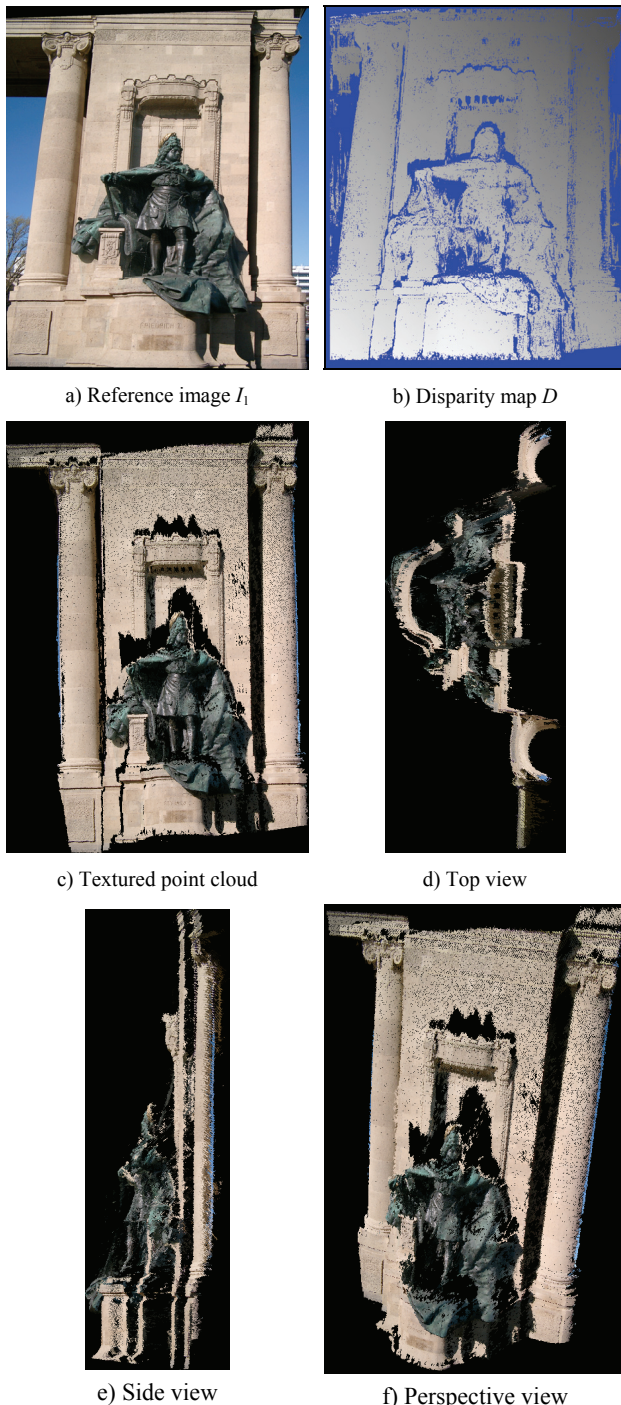 a) Reference image I₁
b) Disparity map D
c) Textured point cloud
d) Top view
e) Side view
f) Perspective view